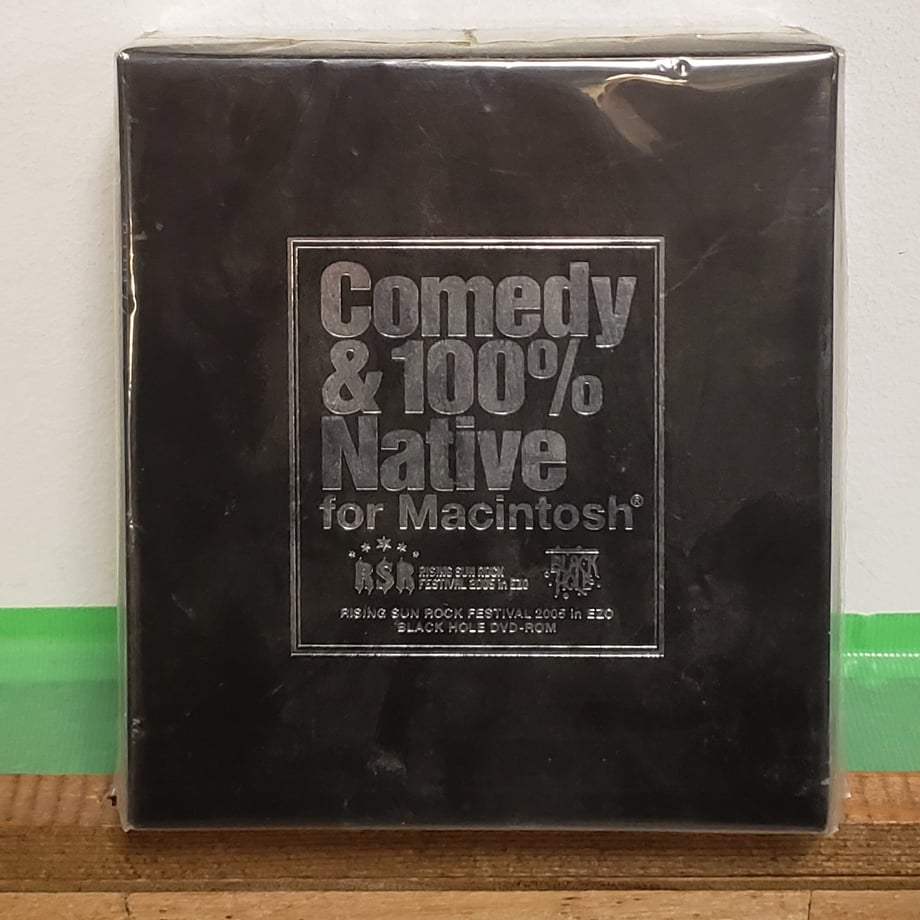 Comedy
& 100%
Native
for Macintosh®
RSR RISING SUN ROCK
FESTIVAL 2005 in EZO
BLACK
HOLE
RISING SUN ROCK FESTIVAL 2005 in EZO
BLACK HOLE DVD-ROM